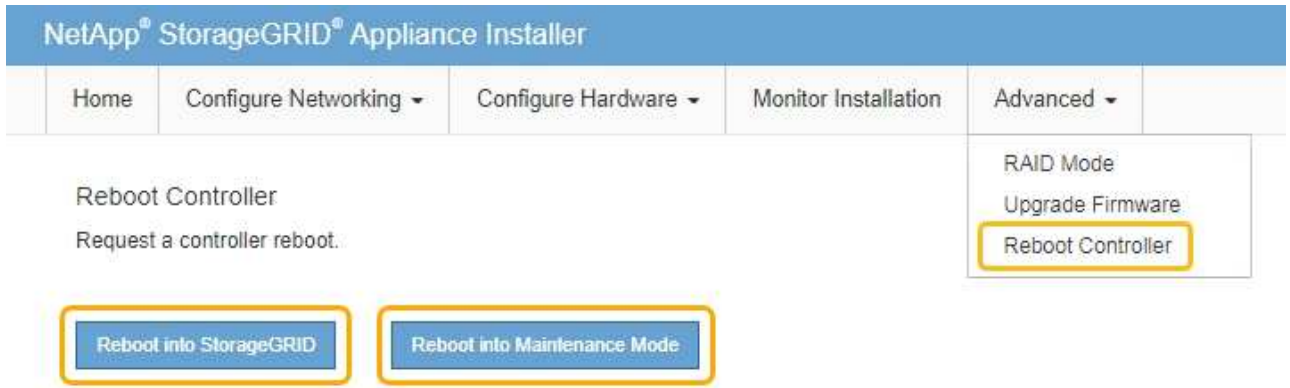 NetApp® StorageGRID® Appliance Installer
Home Configure Networking Configure Hardware Monitor Installation Advanced
RAID Mode
Upgrade Firmware
Reboot Controller
Reboot Controller
Request a controller reboot.
Reboot into StorageGRID Reboot into Maintenance Mode